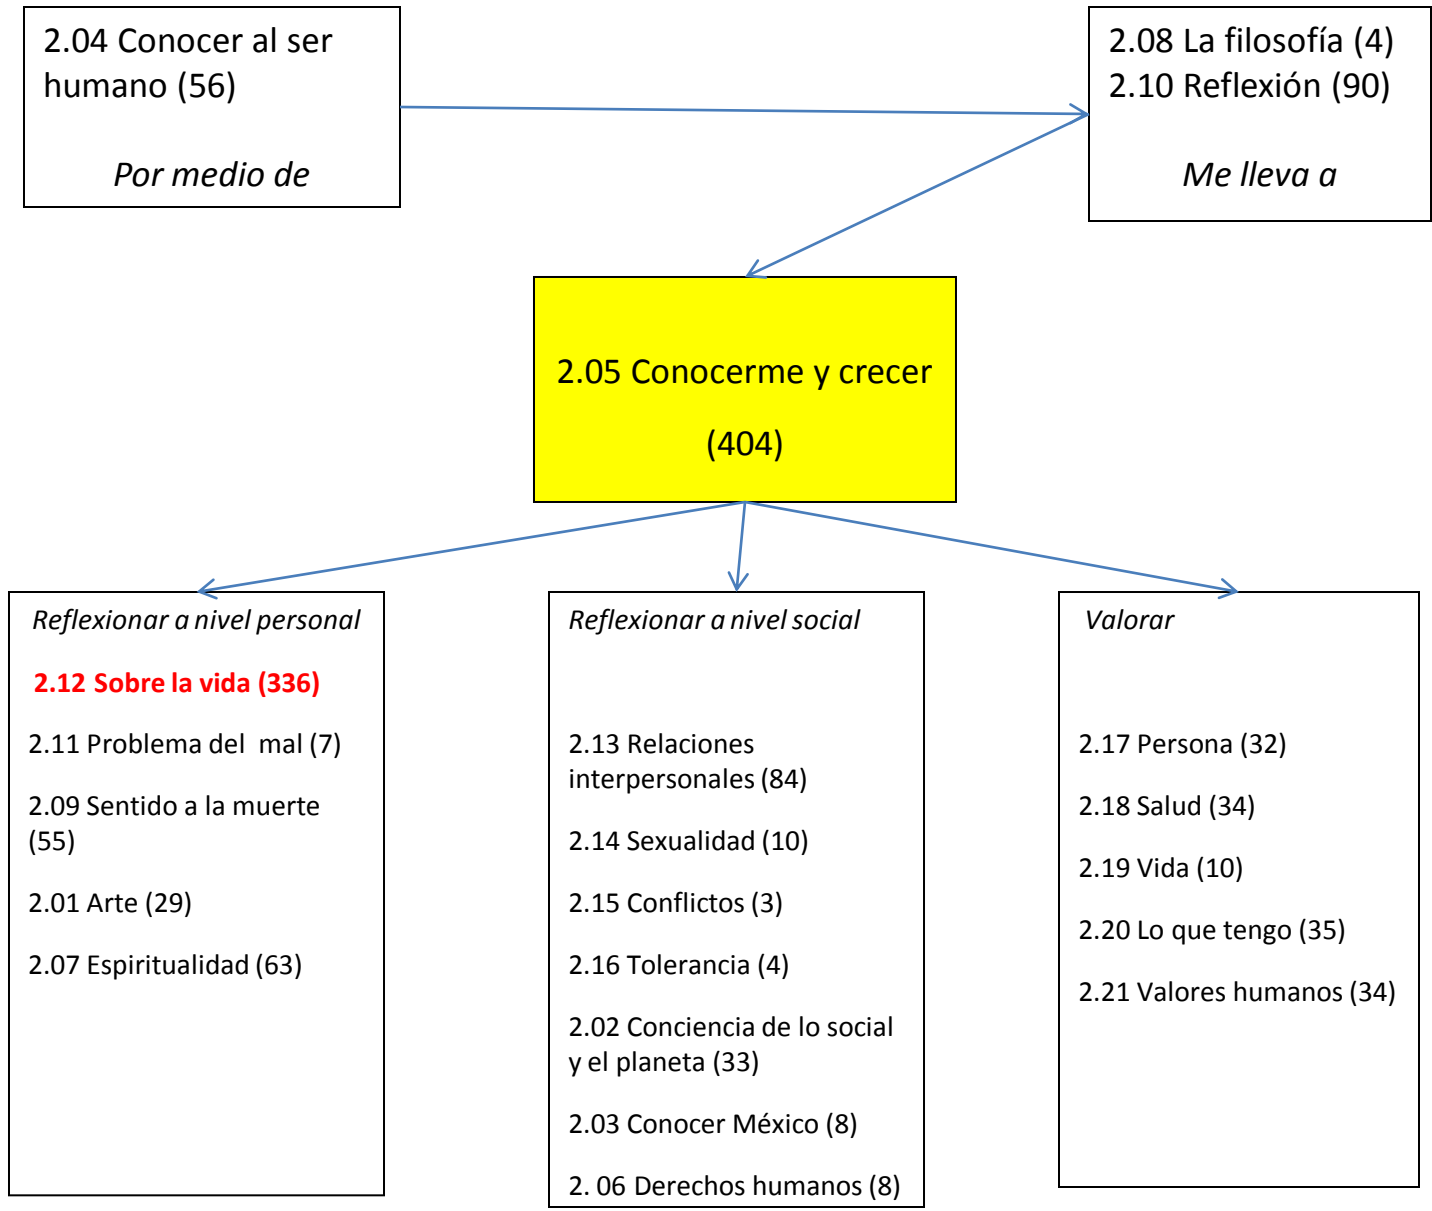 2.04 Conocer al ser
humano (56)
Por medio de
2.08 La filosofía (4)
2.10 Reflexión (90)
Me lleva a
2.05 Conocerme y crecer
(404)
Reflexionar a nivel personal
2.12 Sobre la vida (336)
2.11 Problema del mal (7)
2.09 Sentido a la muerte
(55)
2.01 Arte (29)
2.07 Espiritualidad (63)
Reflexionar a nivel social
2.13 Relaciones
interpersonales (84)
2.14 Sexualidad (10)
2.15 Conflictos (3)
2.16 Tolerancia (4)
2.02 Conciencia de lo social
y el planeta (33)
2.03 Conocer México (8)
2. 06 Derechos humanos (8)
Valorar
2.17 Persona (32)
2.18 Salud (34)
2.19 Vida (10)
2.20 Lo que tengo (35)
2.21 Valores humanos (34)